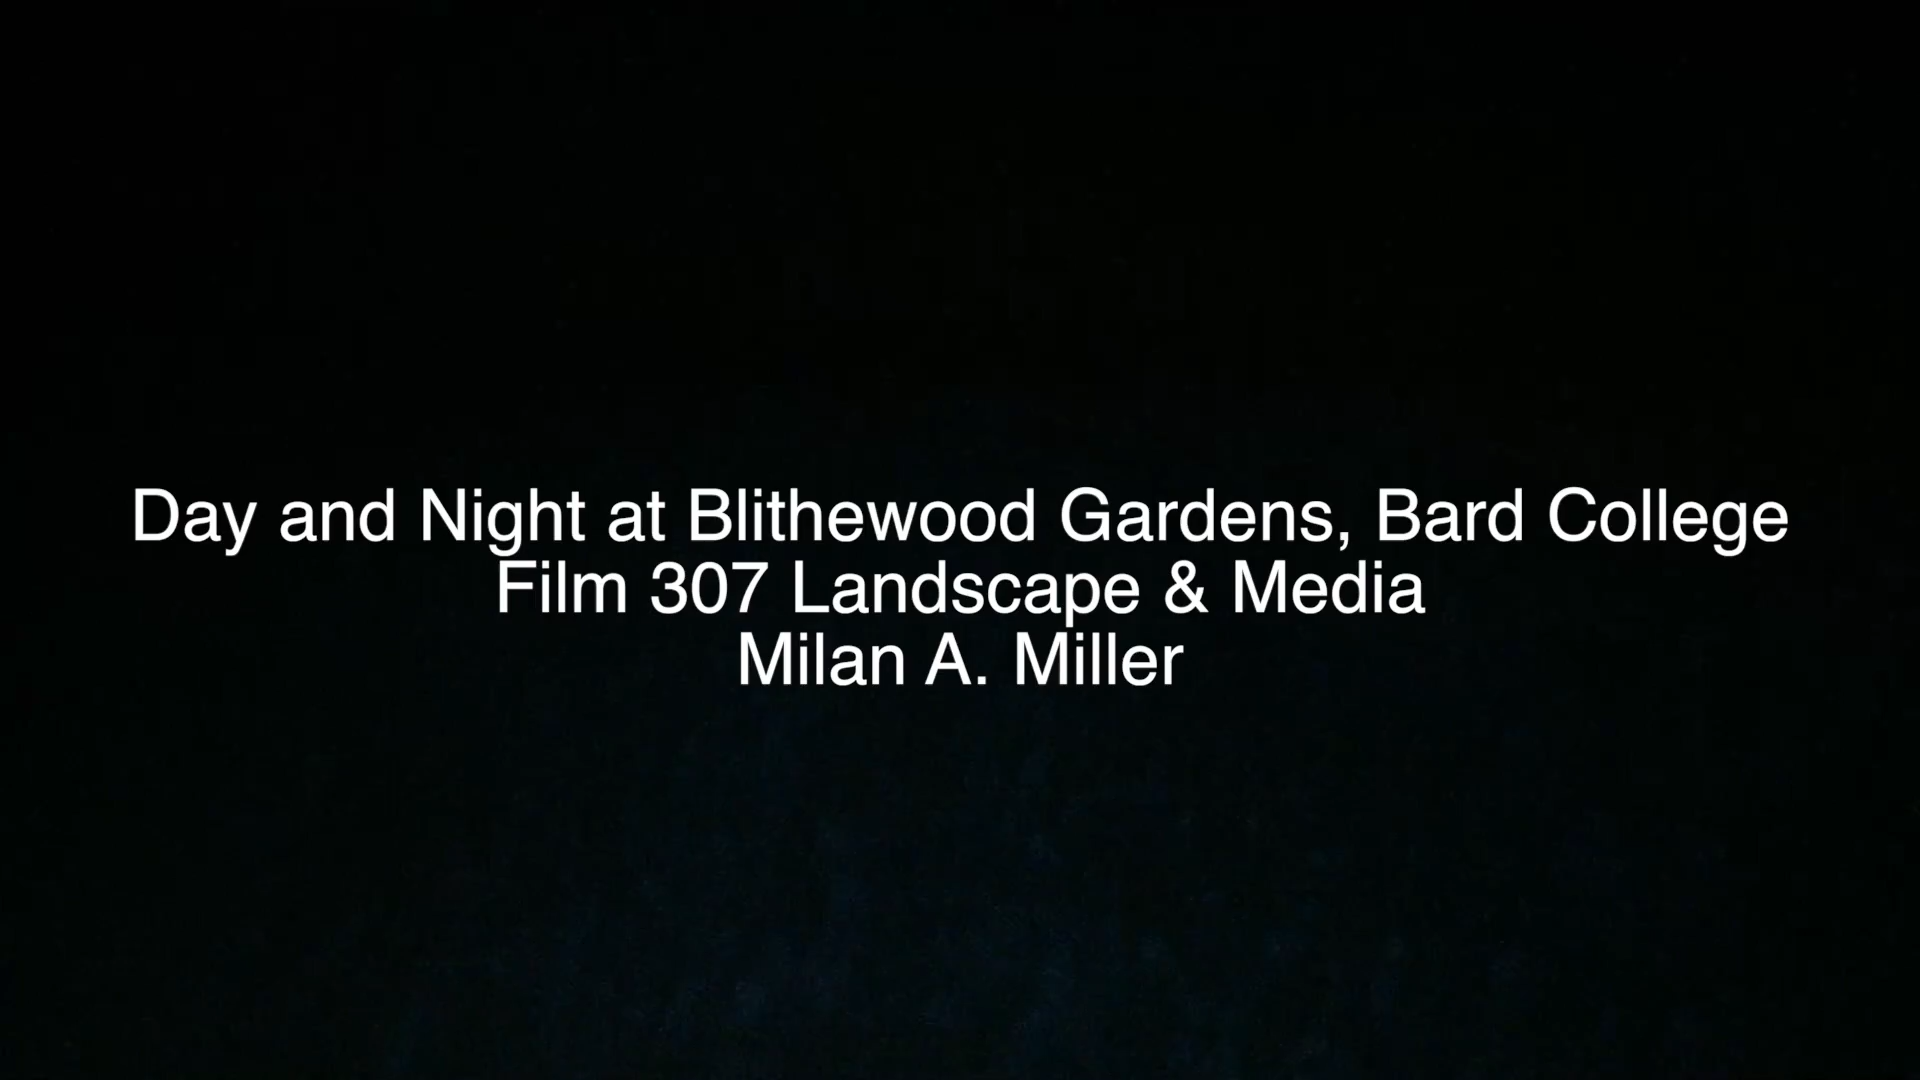 Day and Night at Blithewood Gardens, Bard College
Film 307 Landscape & Media
Milan A. Miller